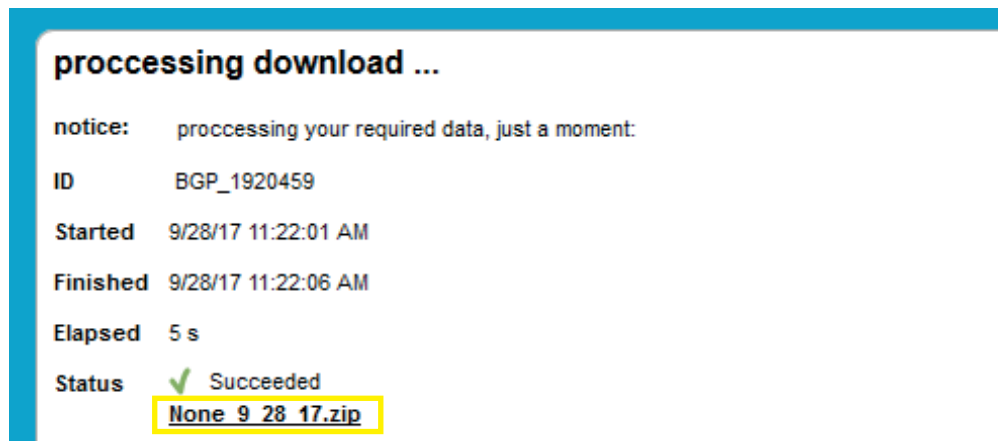 proccessing download ...
notice: proccessing your required data, just a moment:
ID BGP_1920459
Started 9/28/17 11:22:01 AM
Finished 9/28/17 11:22:06 AM
Elapsed 5 s
Status Succeeded
None_9_28_17.zip